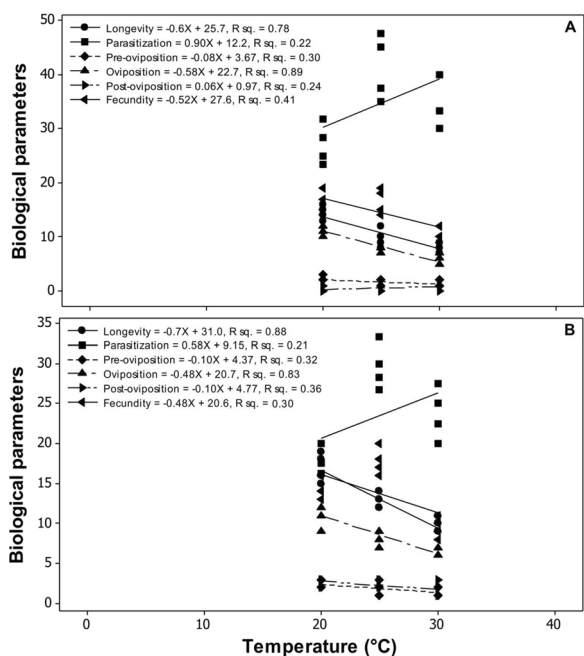 A
Longevity = -0.6X + 25.7, R sq. = 0.78
Parasitization = 0.90X + 12.2, R sq. = 0.22
Pre-oviposition = -0.08X + 3.67, R sq. = 0.30
Oviposition = -0.58X + 22.7, R sq. = 0.89
Post-oviposition = 0.06X + 0.97, R sq. = 0.24
Fecundity = -0.52X + 27.6, R sq. = 0.41
Biological parameters
50
40
30
20
10
0
B
Longevity = -0.7X + 31.0, R sq. = 0.88
Parasitization = 0.58X + 9.15, R sq. = 0.21
Pre-oviposition = -0.10X + 4.37, R sq. = 0.32
Oviposition = -0.48X + 20.7, R sq. = 0.83
Post-oviposition = -0.10X + 4.77, R sq. = 0.36
Fecundity = -0.48X + 20.6, R sq. = 0.30
Biological parameters
35
30
25
20
15
10
5
0
0 10 20 30 40
Temperature (°C)